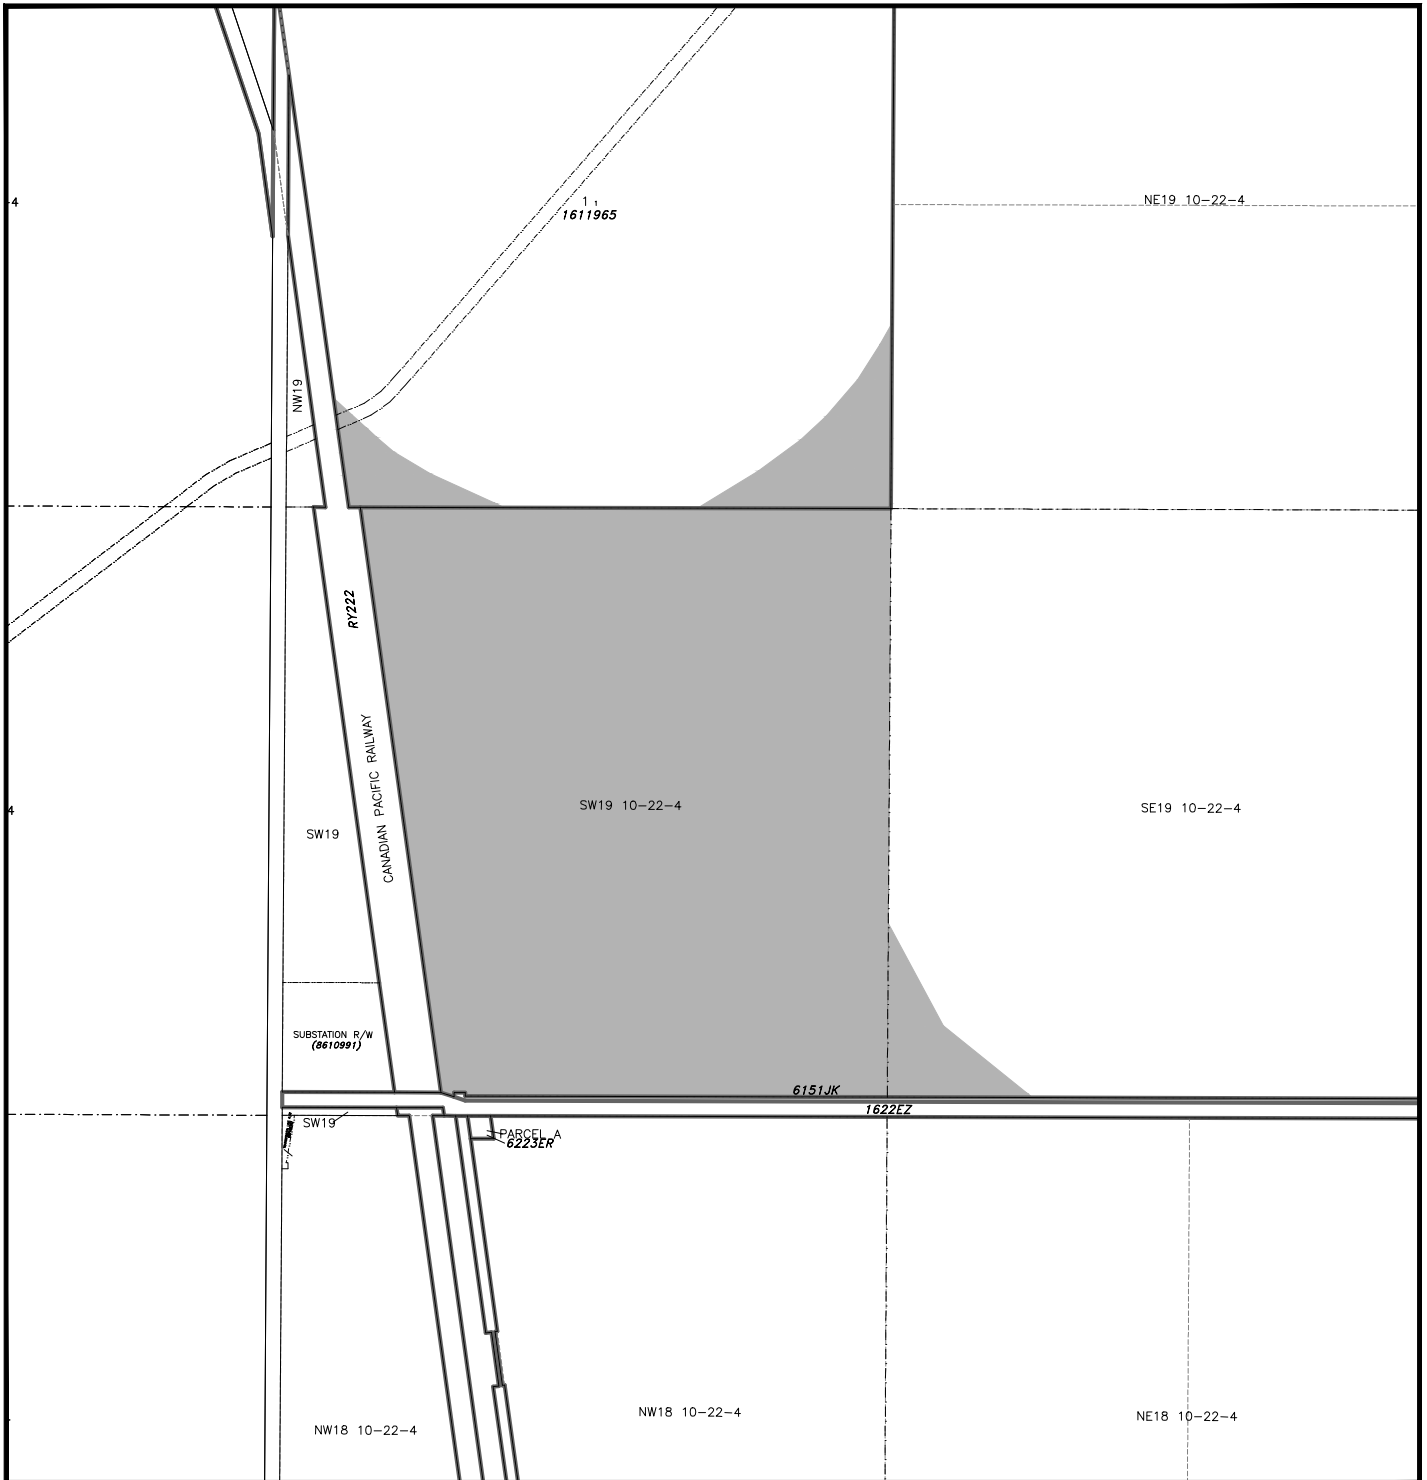 4
1
1611965
NE19 10-22-4
NW19
RY222
CANADIAN PACIFIC RAILWAY
4
SW19 10-22-4
SE19 10-22-4
SW19
SUBSTATION R/W
(8610991)
6151JK
1622EZ
SW19
PARCEL A
6223ER
NW18 10-22-4
NE18 10-22-4
NW18 10-22-4